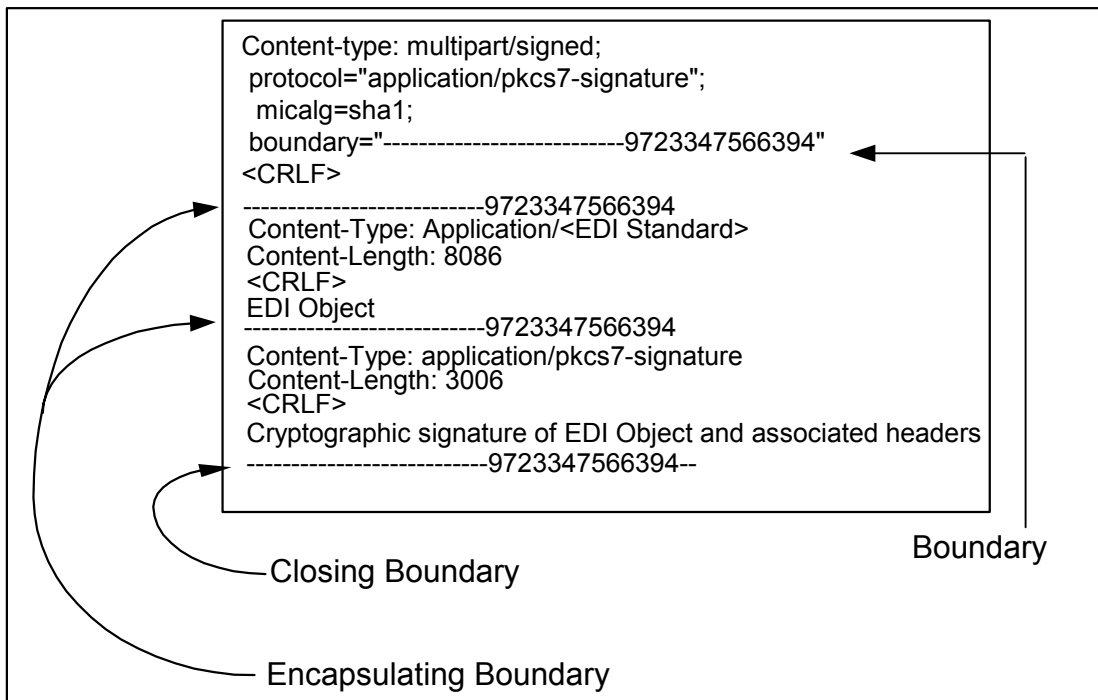 Content-type: multipart/signed;
protocol="application/pkcs7-signature";
micalg=sha1;
boundary="---------------------------9723347566394"
<CRLF>
---------------------------9723347566394
Content-Type: Application/<EDI Standard>
Content-Length: 8086
<CRLF>
EDI Object
---------------------------9723347566394
Content-Type: application/pkcs7-signature
Content-Length: 3006
<CRLF>
Cryptographic signature of EDI Object and associated headers
---------------------------9723347566394--
Boundary
Closing Boundary
Encapsulating Boundary